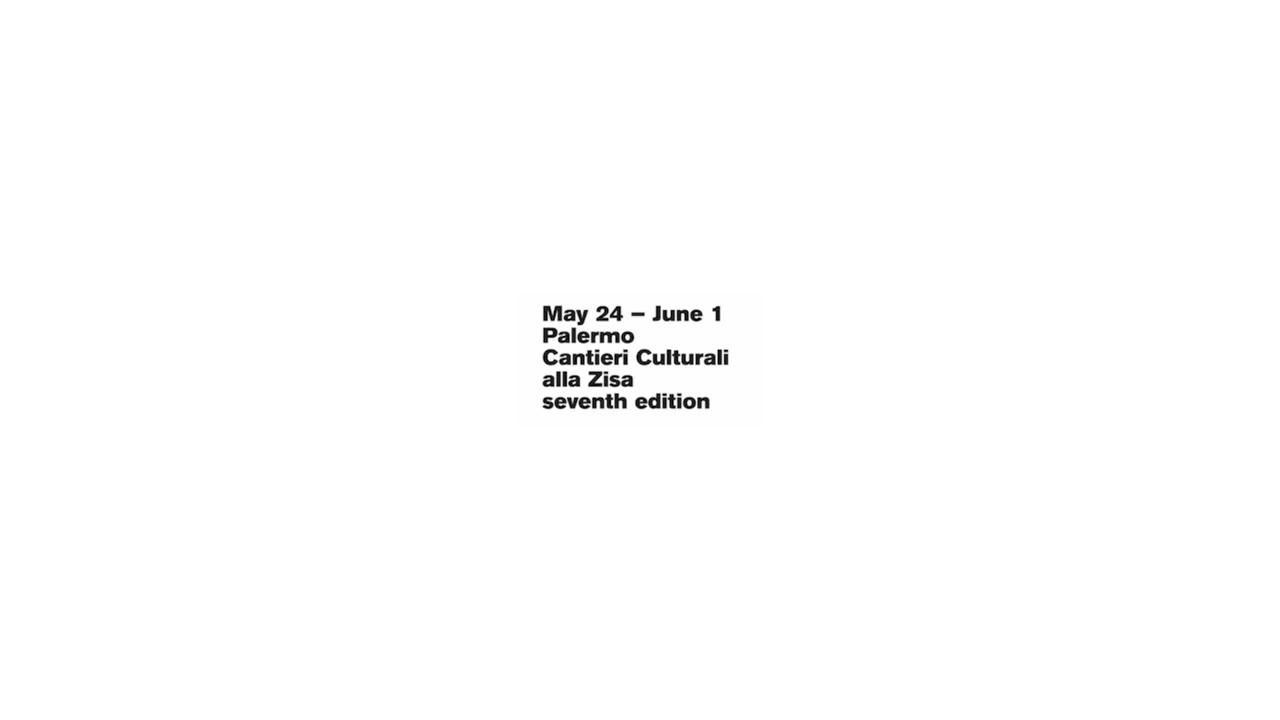 May 24 – June 1
Palermo
Cantieri Culturali
alla Zisa
seventh edition